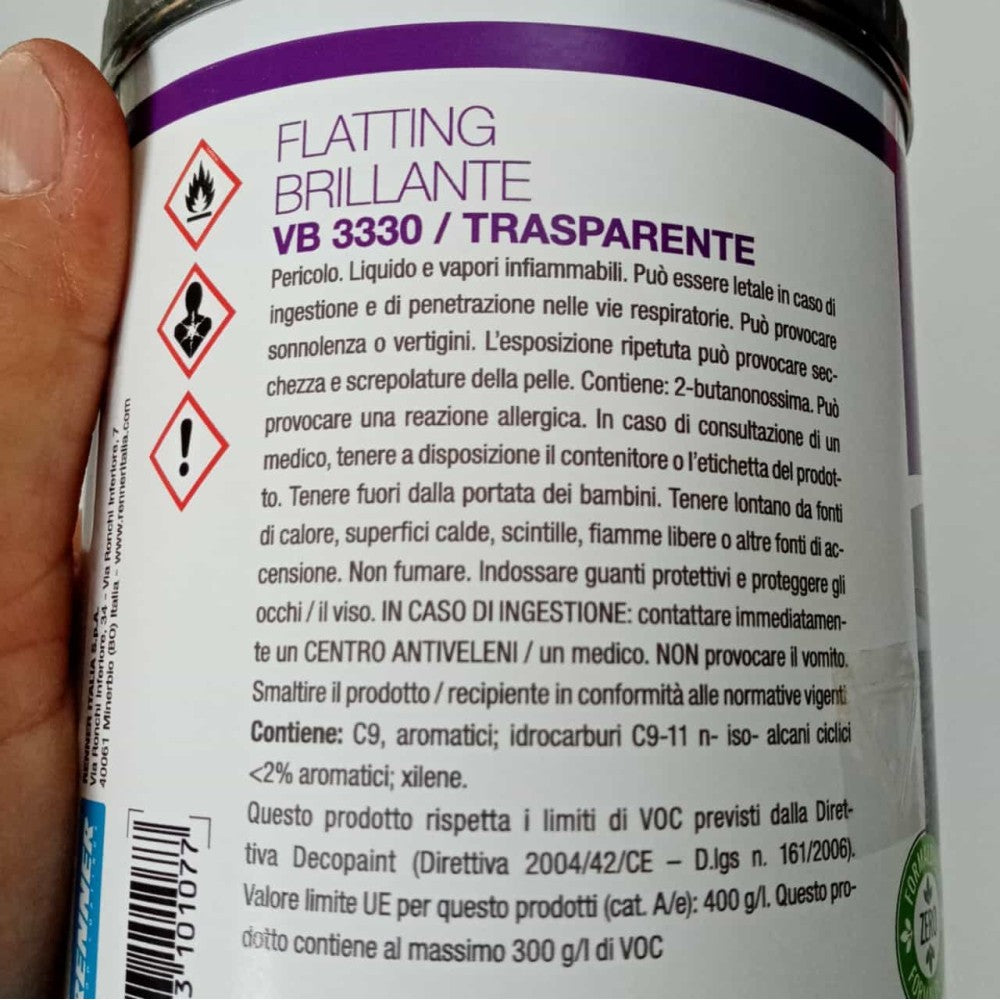 FLATTING
BRILLANTE
VB 3330 / TRASPARENTE
Pericolo. Liquido e vapori infiammabili. Può essere letale in caso di
ingestione e di penetrazione nelle vie respiratorie. Può provocare
sonnolenza o vertigini. L'esposizione ripetuta può provocare sec-
chezza e screpolature della pelle. Contiene: 2-butanonossima. Può
provocare una reazione allergica. In caso di consultazione di un
medico, tenere a disposizione il contenitore o l'etichetta del prodot-
to. Tenere fuori dalla portata dei bambini. Tenere lontano da fonti
di calore, superfici calde, scintille, fiamme libere o altre fonti di ac-
censione. Non fumare. Indossare guanti protettivi e proteggere gli
occhi / il viso. IN CASO DI INGESTIONE: contattare immediatamen-
te un CENTRO ANTIVELENI / un medico. NON provocare il vomito.
Smaltire il prodotto / recipiente in conformità alle normative vigenti
Contiene: C9, aromatici; idrocarburi C9-11 n- iso- alcani ciclici
<2% aromatici; xilene.
Questo prodotto rispetta i limiti di VOC previsti dalla Diret-
tiva Decopaint (Direttiva 2004/42/CE – D.lgs n. 161/2006).
Valore limite UE per questo prodotti (cat. A/e): 400 g/l. Questo pro-
dotto contiene al massimo 300 g/l di VOC
RENNER ITALIA S.p.A.
Via Ronchi Inferiore, 34 - Via Ronchi Inferiore, 7
40061 Minerbio (BO) Italia - www.renneritalia.com
RENNER
3 101077
ZERO